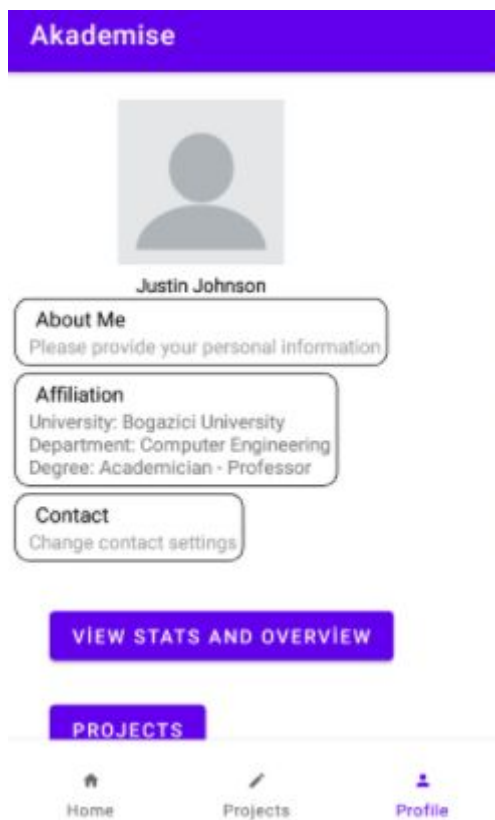 Akademise
Justin Johnson
About Me
Please provide your personal information
Affiliation
University: Bogazici University
Department: Computer Engineering
Degree: Academician - Professor
Contact
Change contact settings
VİEW STATS AND OVERVİEW
PROJECTS
Home
Projects
Profile